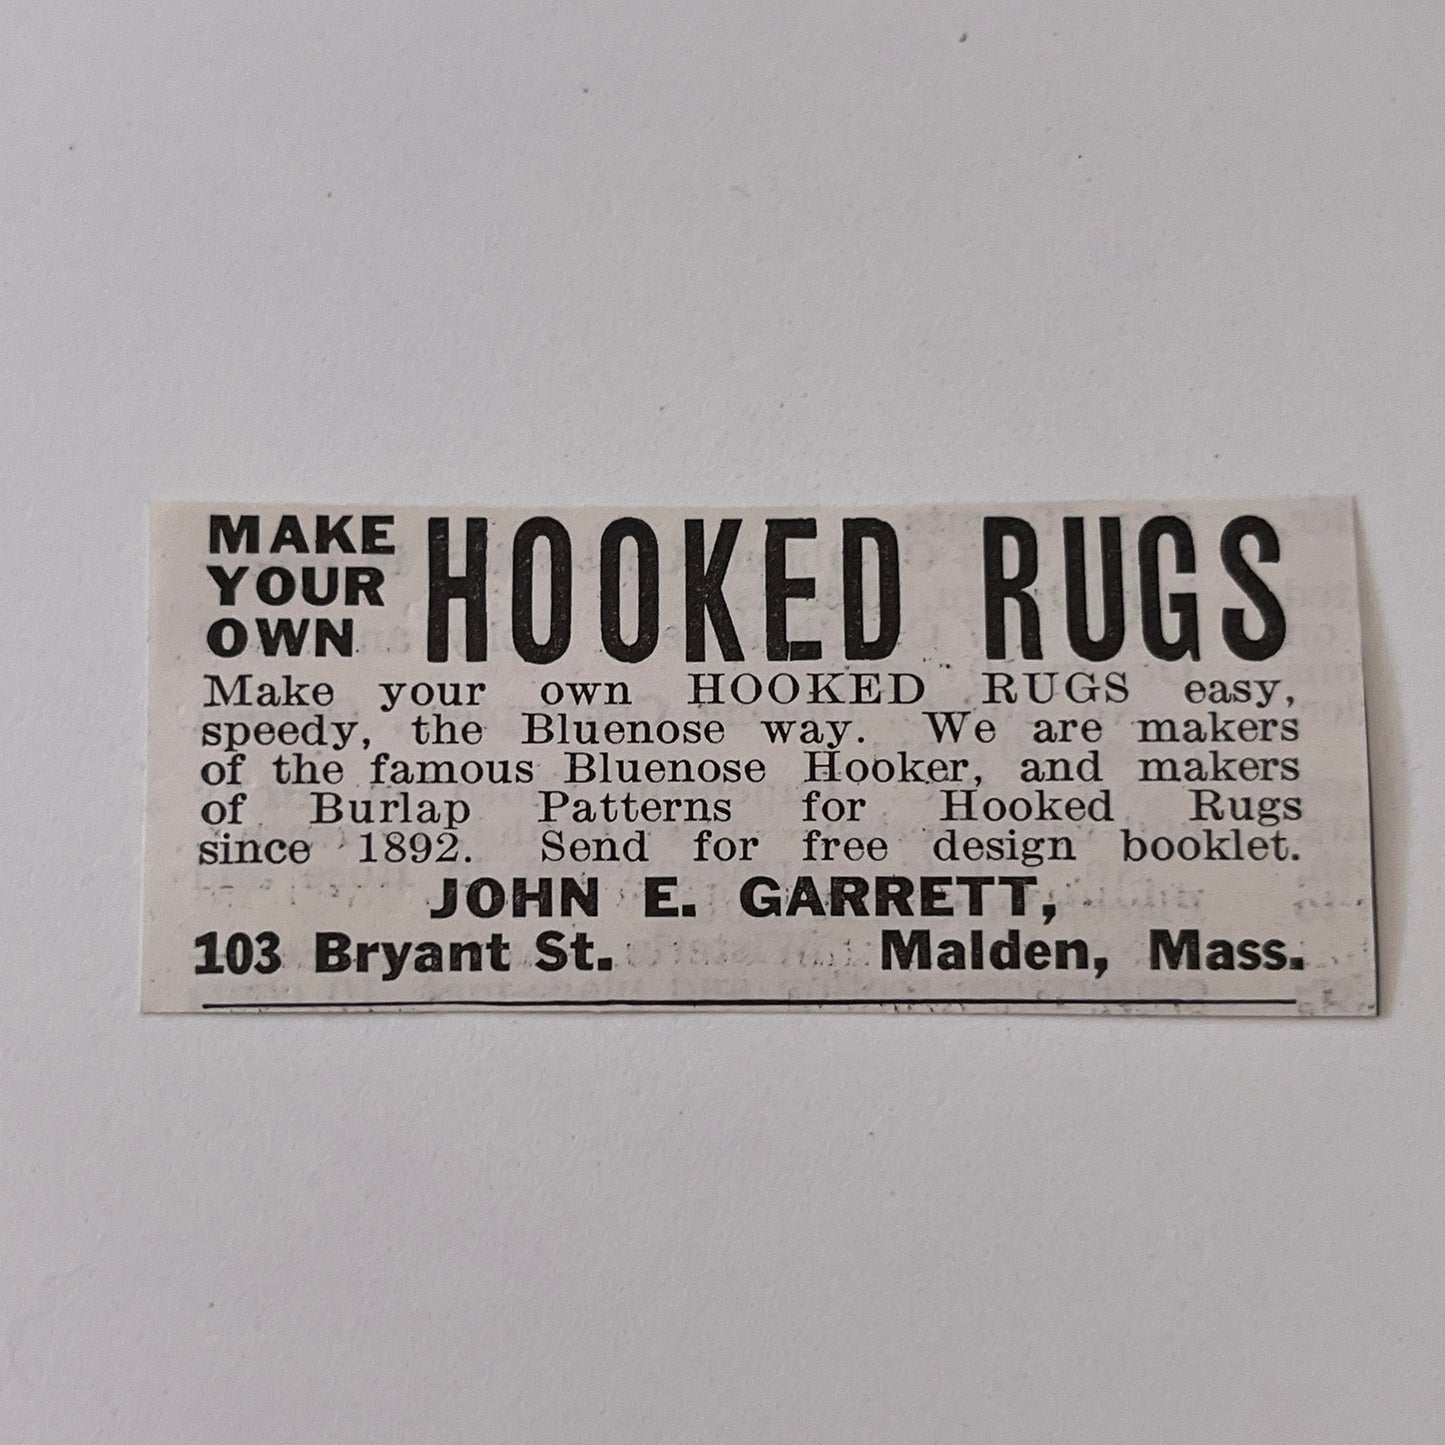 MAKE YOUR OWN HOOKED RUGS
Make your own HOOKED RUGS easy,
speedy, the Bluenose way. We are makers
of the famous Bluenose Hooker, and makers
of Burlap Patterns for Hooked Rugs
since 1892. Send for free design booklet.
JOHN E. GARRETT,
103 Bryant St. Malden, Mass.